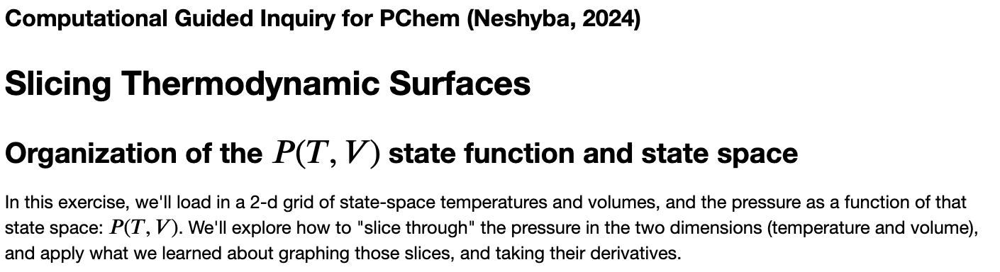 Computational Guided Inquiry for PChem (Neshyba, 2024)
Slicing Thermodynamic Surfaces
Organization of the P(T, V) state function and state space
In this exercise, we'll load in a 2-d grid of state-space temperatures and volumes, and the pressure as a function of that
state space: P(T, V). We'll explore how to "slice through" the pressure in the two dimensions (temperature and volume),
and apply what we learned about graphing those slices, and taking their derivatives.